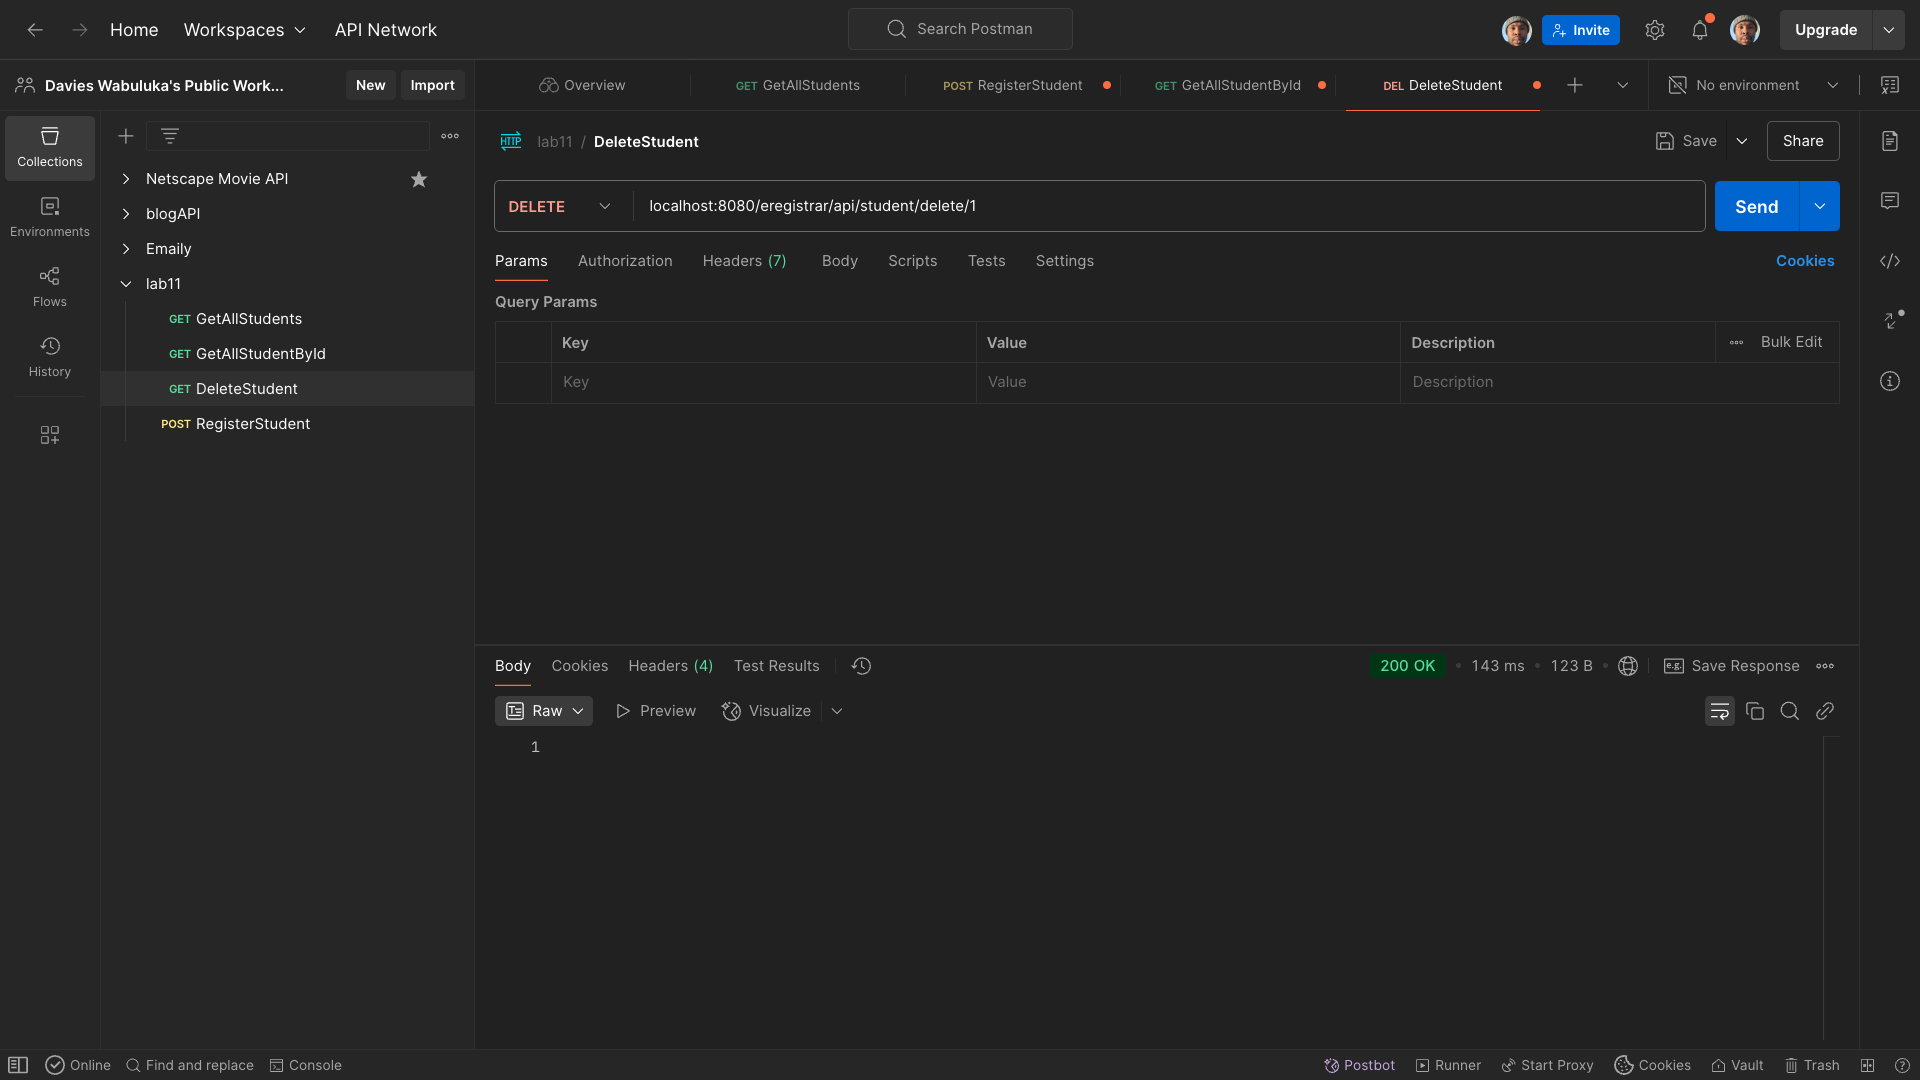 Home Workspaces API Network Search Postman Invite Upgrade
Davies Wabuluka's Public Work... New Import Overview GET GetAllStudents POST RegisterStudent GET GetAllStudentById DEL DeleteStudent No environment
Collections
Environments
Flows
History
Netscape Movie API
blogAPI
Emaily
lab11
GET GetAllStudents
GET GetAllStudentById
GET DeleteStudent
POST RegisterStudent
HTTP lab11 / DeleteStudent Save Share
DELETE localhost:8080/eregistrar/api/student/delete/1 Send
Params Authorization Headers (7) Body Scripts Tests Settings Cookies
Query Params
Key Value Description Bulk Edit
Key Value Description
Body Cookies Headers (4) Test Results 200 OK 143 ms 123 B e.g. Save Response
Raw Preview Visualize
1
Online Find and replace Console Postbot Runner Start Proxy Cookies Vault Trash